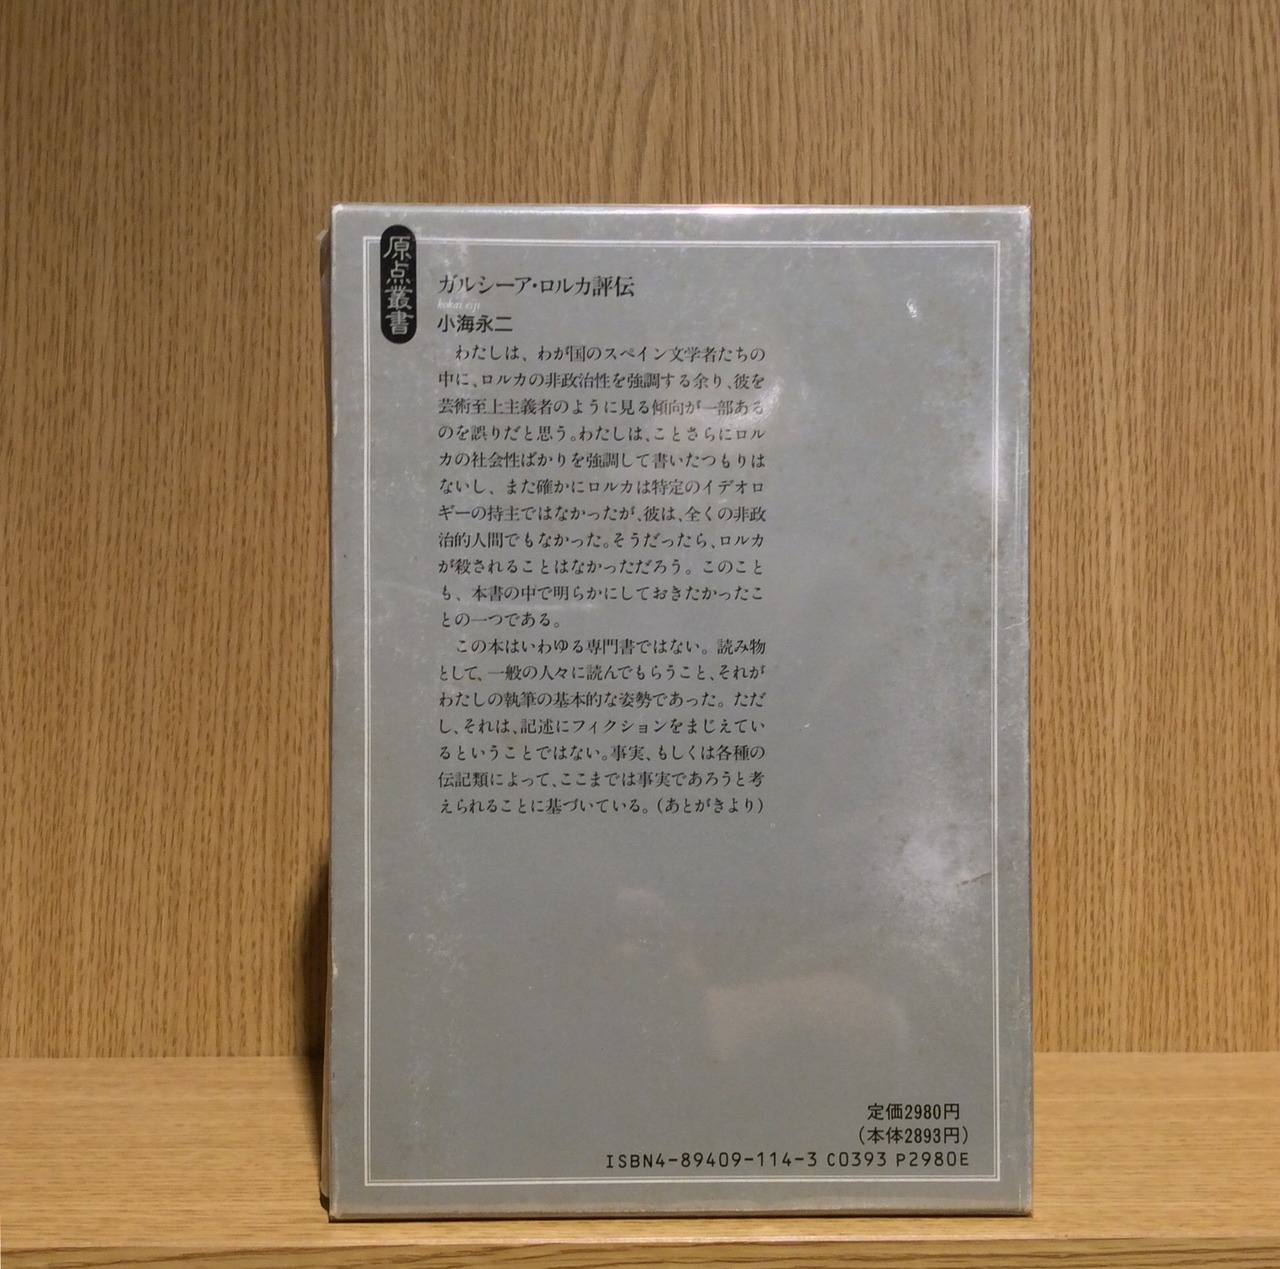 原点叢書
ガルシーア・ロルカ評伝
kokai eiji
小海永二
わたしは、わが国のスペイン文学者たちの
中に、ロルカの非政治性を強調する余り、彼を
芸術至上主義者のように見る傾向が一部ある
のを誤りだと思う。わたしは、ことさらにロル
カの社会性ばかりを強調して書いたつもりは
ないし、また確かにロルカは特定のイデオロ
ギーの持主ではなかったが、彼は、全くの非政
治的人間でもなかった。そうだったら、ロルカ
が殺されることはなかっただろう。このこと
も、本書の中で明らかにしておきたかったこ
との一つである。
この本はいわゆる専門書ではない。読み物
として、一般の人々に読んでもらうこと、それが
わたしの執筆の基本的な姿勢であった。ただ
し、それは、記述にフィクションをまじえてい
るということではない。事実、もしくは各種の
伝記類によって、ここまでは事実であろうと考
えられることに基づいている。(あとがきより)
定価2980円
(本体2893円)
ISBN4-89409-114-3 C0393 P2980E